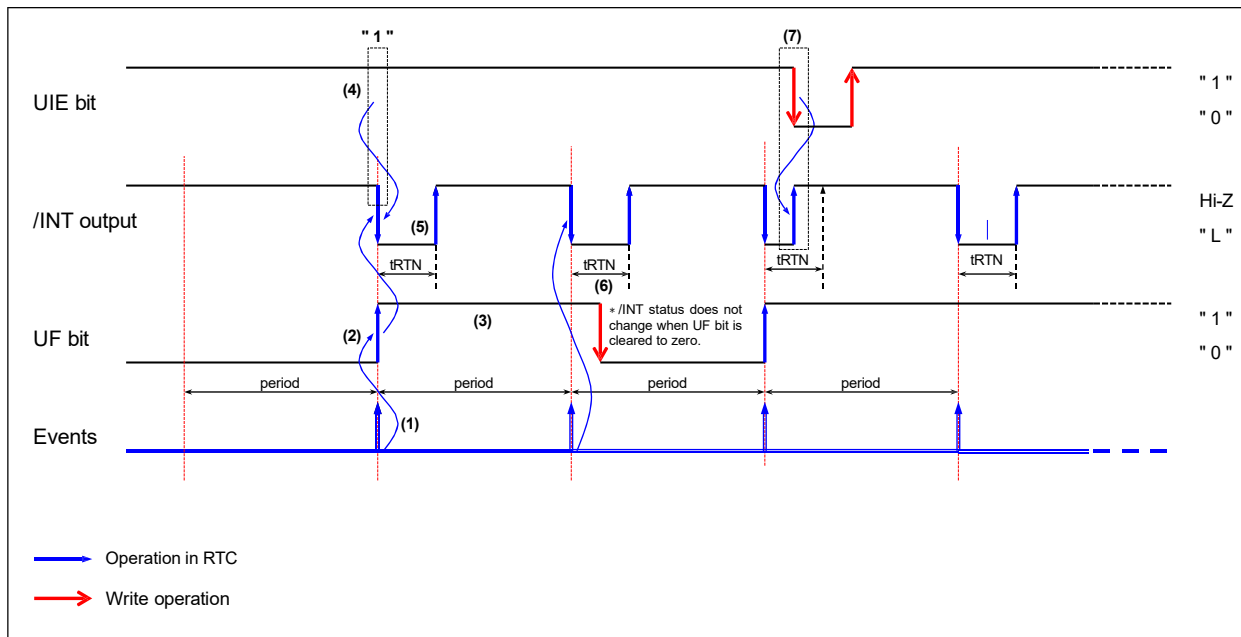 " 1 "
(7)
UIE bit
(4)
" 1 "
" 0 "
/INT output
(5)
Hi-Z
" L "
tRTN
tRTN
tRTN
tRTN
(6)
* /INT status does not
change when UF bit is
cleared to zero.
UF bit
(2)
(3)
" 1 "
" 0 "
period
period
period
period
Events
(1)
Operation in RTC
Write operation